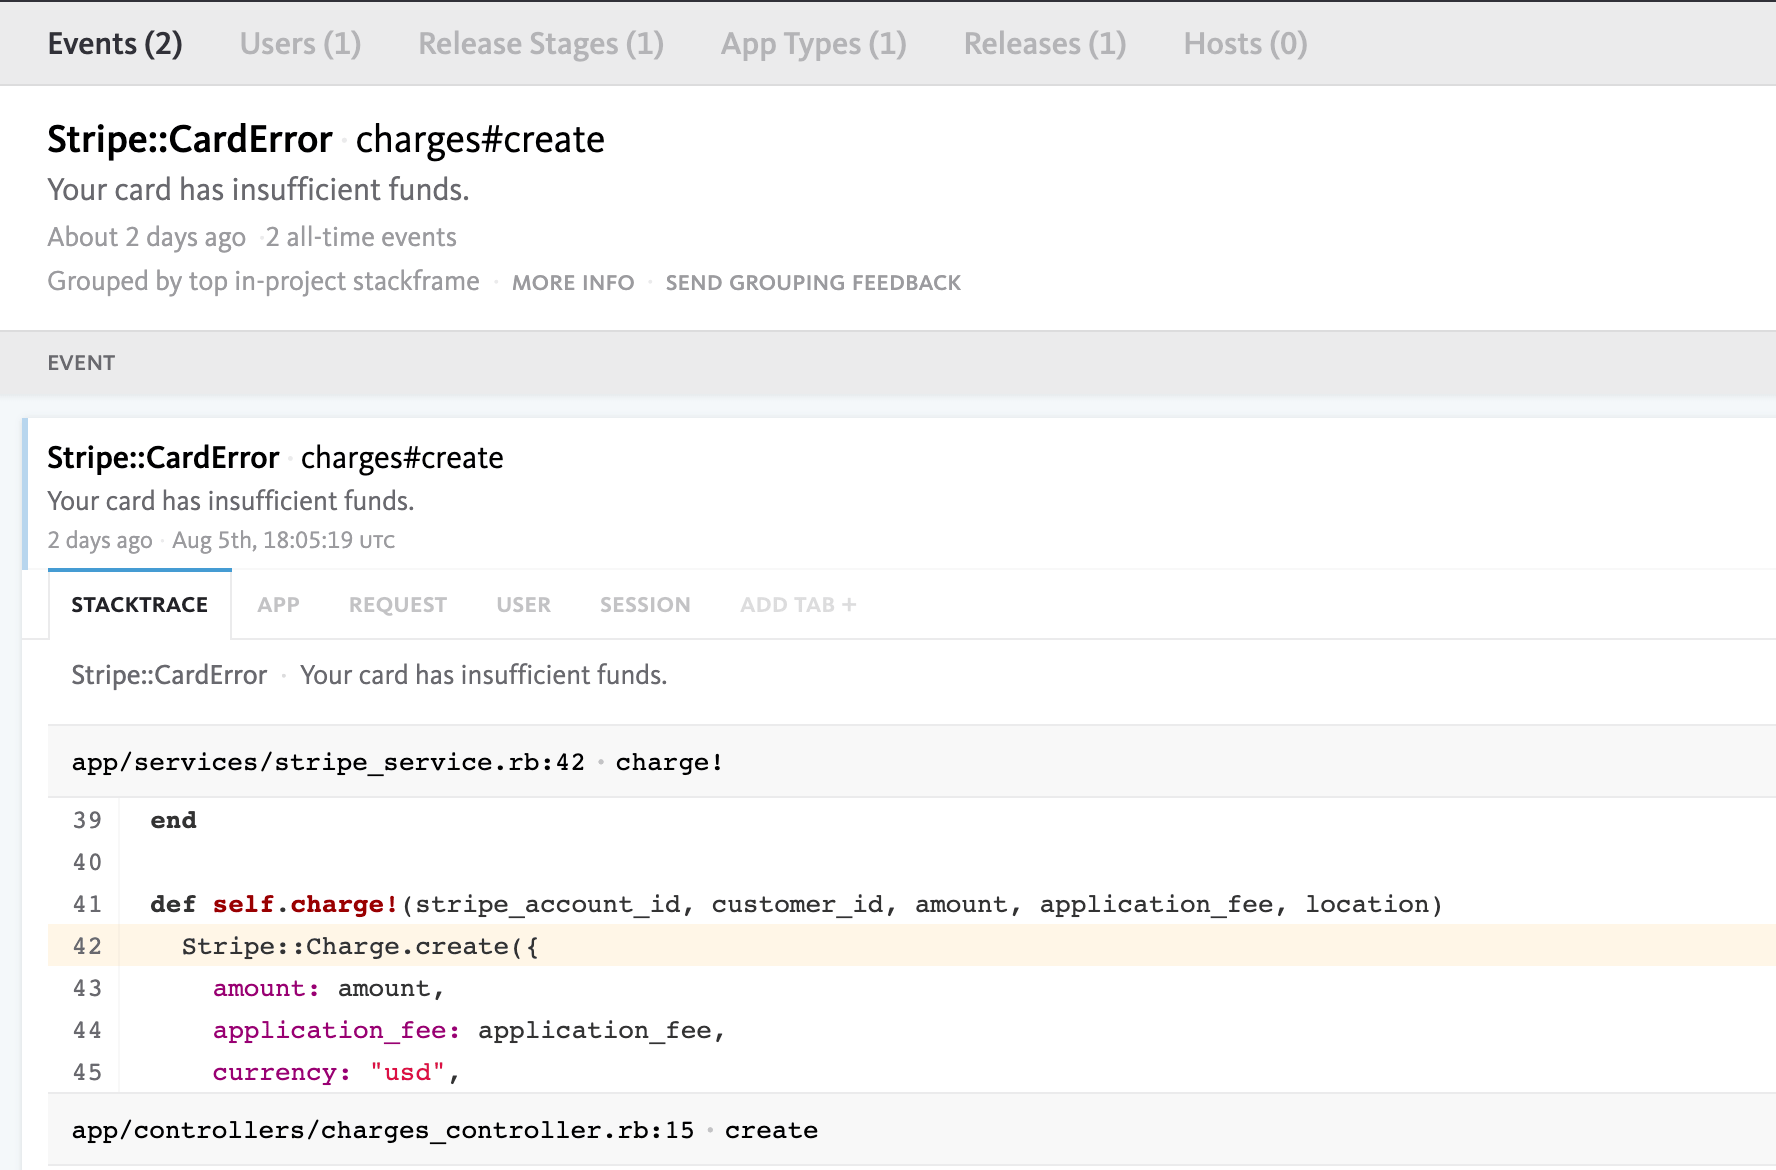 Events (2) Users (1) Release Stages (1) App Types (1) Releases (1) Hosts (0)
Stripe::CardError · charges#create
Your card has insufficient funds.
About 2 days ago · 2 all-time events
Grouped by top in-project stackframe · MORE INFO · SEND GROUPING FEEDBACK
EVENT
Stripe::CardError · charges#create
Your card has insufficient funds.
2 days ago · Aug 5th, 18:05:19 UTC
STACKTRACE APP REQUEST USER SESSION ADD TAB +
Stripe::CardError · Your card has insufficient funds.
app/services/stripe_service.rb:42 · charge!
39 end
40
41 def self.charge!(stripe_account_id, customer_id, amount, application_fee, location)
42 Stripe::Charge.create({
43 amount: amount,
44 application_fee: application_fee,
45 currency: "usd",
app/controllers/charges_controller.rb:15 · create